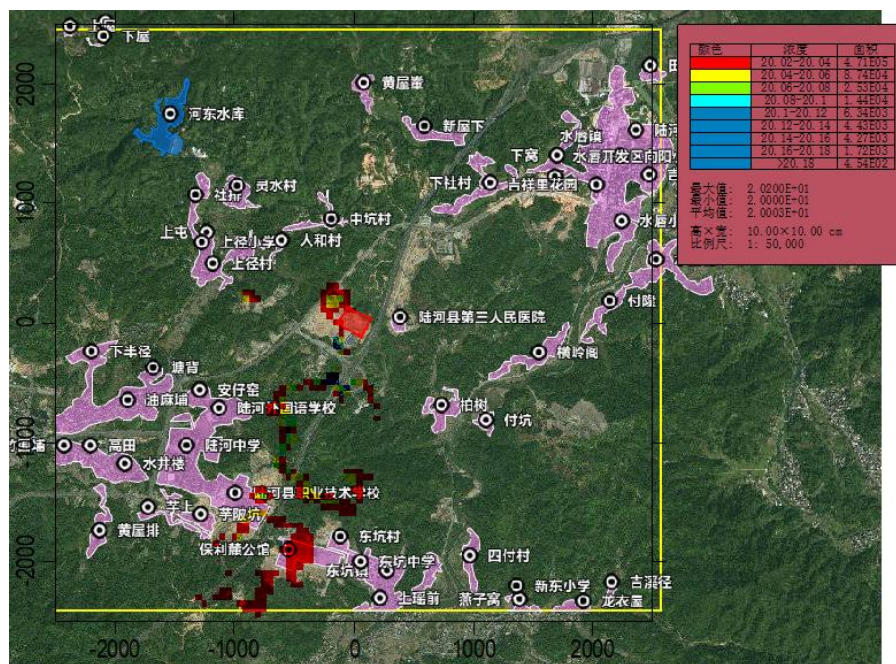 下屋
黄屋輋
河东水库
新屋下
水唇镇
下窝
水唇开发区向阳
下社村
吉祥里花园
灵水村
社排
中坑村
水唇小
上屯
上径小学
人和村
上径村
付隆
陆河县第三人民医院
横岭阁
下半径
塘背
安仔窑
油麻埔
陆河外国语学校
柏树
付坑
高田
陆河中学
水井楼
陆河县职业技术学校
芋上
芋陂坑
黄屋排
保利麓公馆
东坑村
东坑镇
东坑中学
四付村
新东小学
吉溪径
上瑶前
燕子窝
龙衣屋
颜色 浓度 面积
20.02-20.04 4.71E05
20.04-20.06 8.74E04
20.06-20.08 2.53E04
20.08-20.1 1.44E04
20.1-20.12 6.34E03
20.12-20.14 4.43E03
20.14-20.16 4.27E03
20.16-20.18 1.72E03
>20.18 4.54E02
最大值: 2.0200E+01
最小值: 2.0000E+01
平均值: 2.0003E+01
高×宽: 10.00×10.00 cm
比例尺: 1: 50,000
2000
1000
0
-1000
-2000
-2000 -1000 0 1000 2000